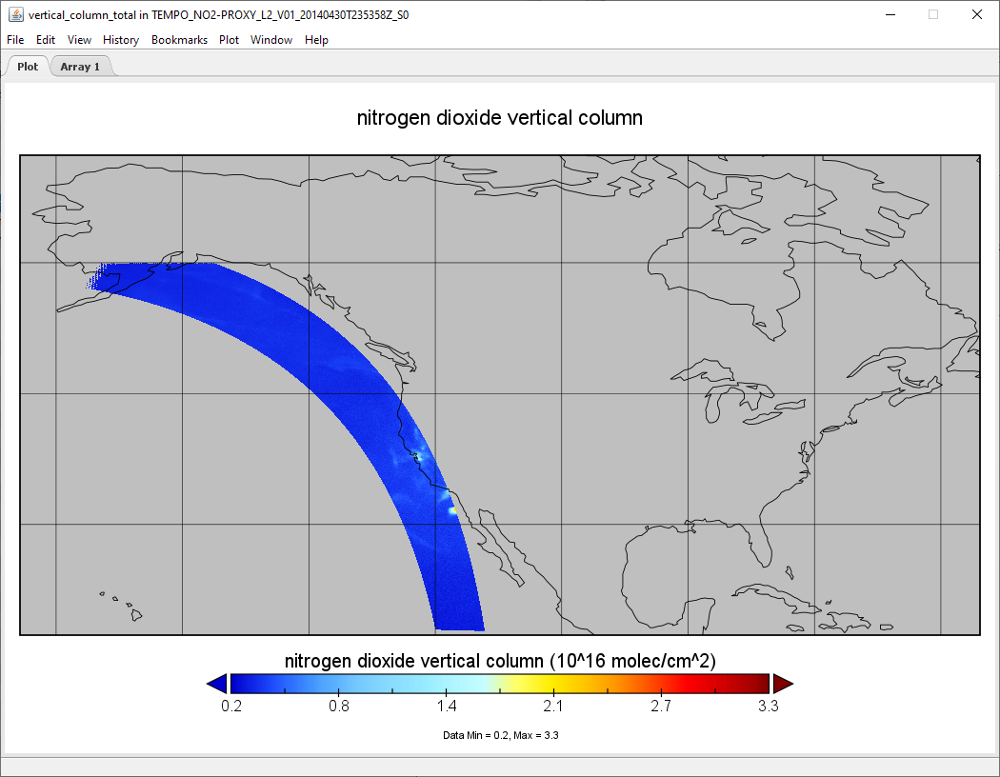 vertical_column_total in TEMPO_NO2-PROXY_L2_V01_20140430T235358Z_S0
File Edit View History Bookmarks Plot Window Help
Plot Array 1
nitrogen dioxide vertical column
nitrogen dioxide vertical column (10^16 molec/cm^2)
0.2 0.8 1.4 2.1 2.7 3.3
Data Min = 0.2, Max = 3.3